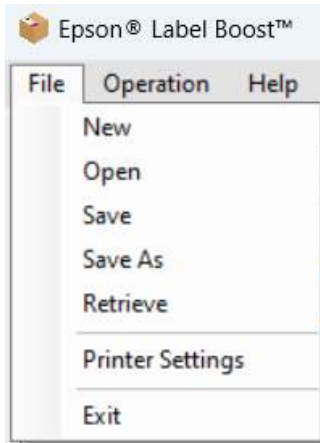 Epson® Label Boost™
File Operation Help
New
Open
Save
Save As
Retrieve
Printer Settings
Exit